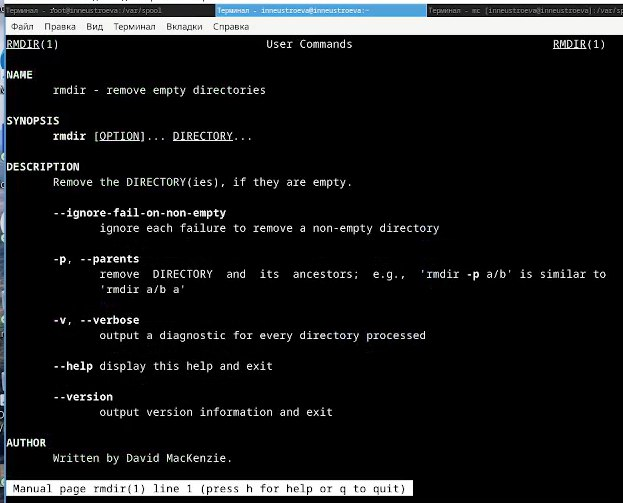 Терминал - root@inneustroeva:/var/spool
Терминал - inneustroeva@inneustroeva:~
Терминал - mc [inneustroeva@inneustroeva]:/var/sp
Файл Правка Вид Терминал Вкладки Справка
RMDIR(1) User Commands RMDIR(1)
NAME
rmdir - remove empty directories
SYNOPSIS
rmdir [OPTION]... DIRECTORY...
DESCRIPTION
Remove the DIRECTORY(ies), if they are empty.
--ignore-fail-on-non-empty
ignore each failure to remove a non-empty directory
-p, --parents
remove DIRECTORY and its ancestors; e.g., 'rmdir -p a/b' is similar to
'rmdir a/b a'
-v, --verbose
output a diagnostic for every directory processed
--help display this help and exit
--version
output version information and exit
AUTHOR
Written by David MacKenzie.
Manual page rmdir(1) line 1 (press h for help or q to quit)